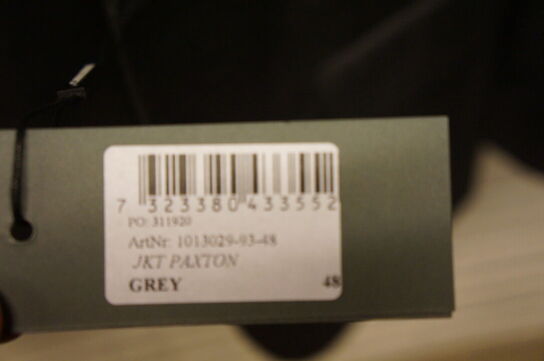 7 323380 433552
PO: 311920
ArtNr: 1013029-93-48
JKT PAXTON
GREY 48